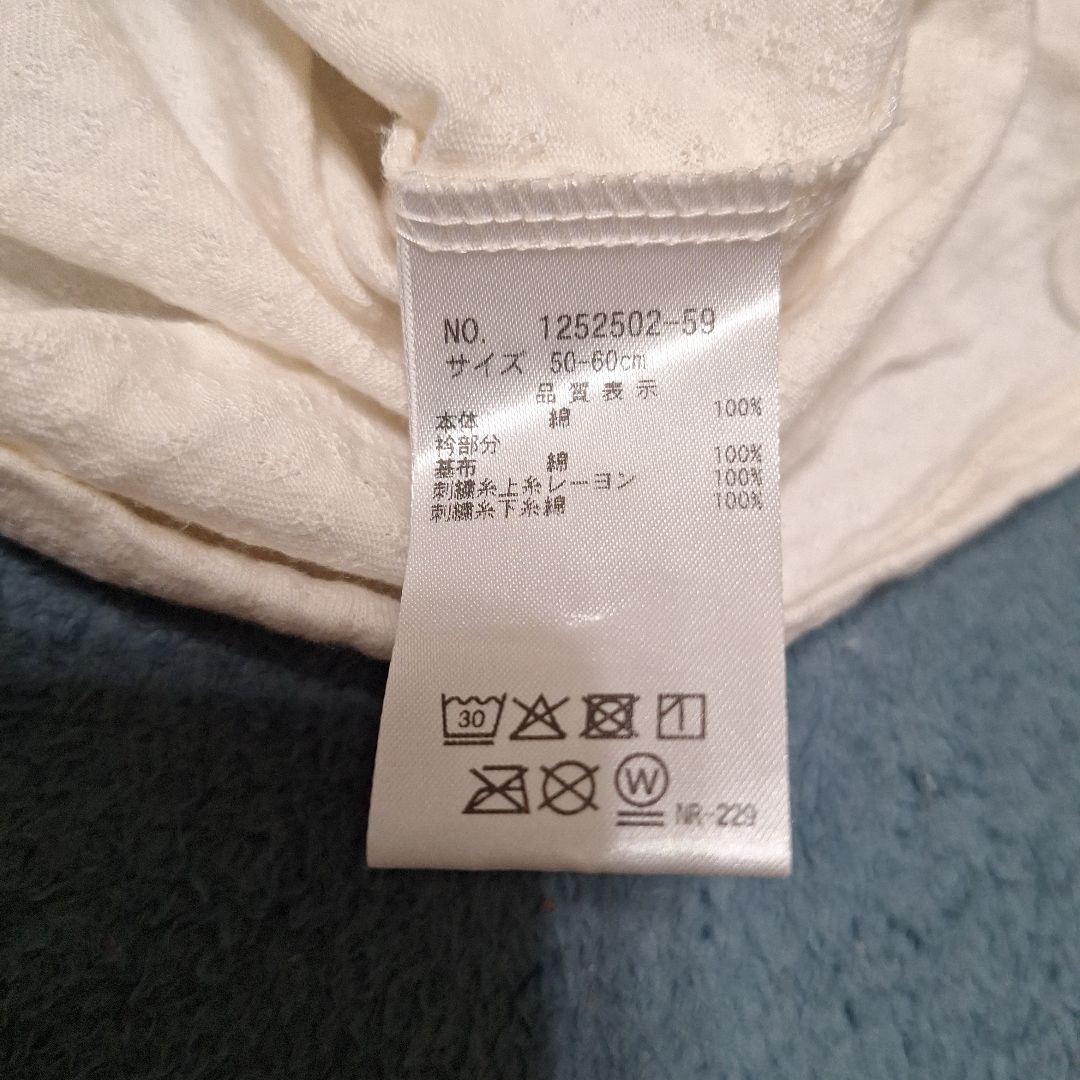 NO. 1252502-59
サイズ 50-60cm
品質表示
本体 綿 100%
衿部分
基布 綿 100%
刺繍糸上糸レーヨン 100%
刺繍糸下糸綿 100%
30
W
NR-229